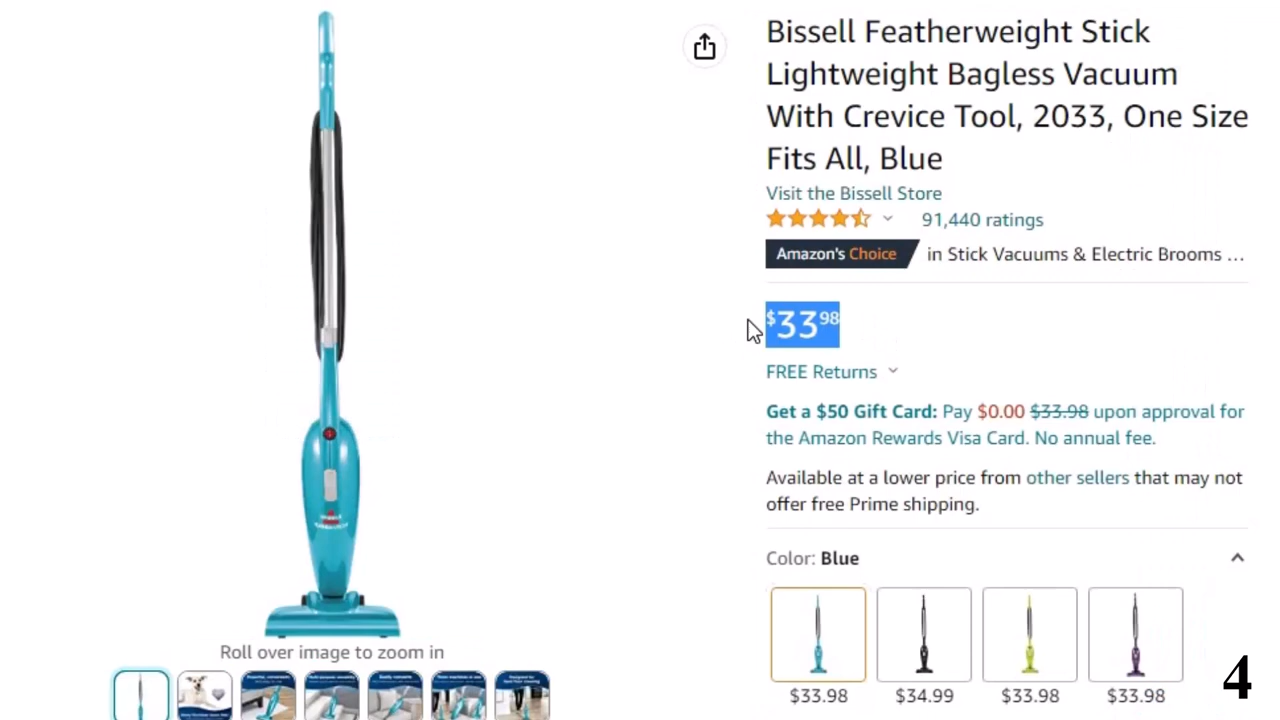 Bissell Featherweight Stick
Lightweight Bagless Vacuum
With Crevice Tool, 2033, One Size
Fits All, Blue
Visit the Bissell Store
91,440 ratings
Amazon's Choice in Stick Vacuums & Electric Brooms ...
$33 98
FREE Returns
Get a $50 Gift Card: Pay $0.00 $33.98 upon approval for
the Amazon Rewards Visa Card. No annual fee.
Available at a lower price from other sellers that may not
offer free Prime shipping.
Color: Blue
Roll over image to zoom in
$33.98 $34.99 $33.98 $33.98
4